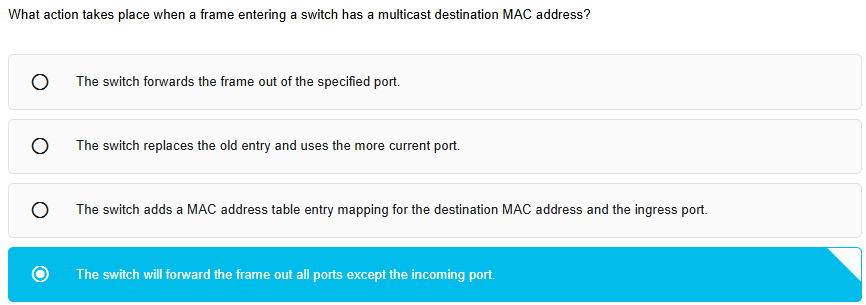 What action takes place when a frame entering a switch has a multicast destination MAC address?
The switch forwards the frame out of the specified port.
The switch replaces the old entry and uses the more current port.
The switch adds a MAC address table entry mapping for the destination MAC address and the ingress port.
The switch will forward the frame out all ports except the incoming port.